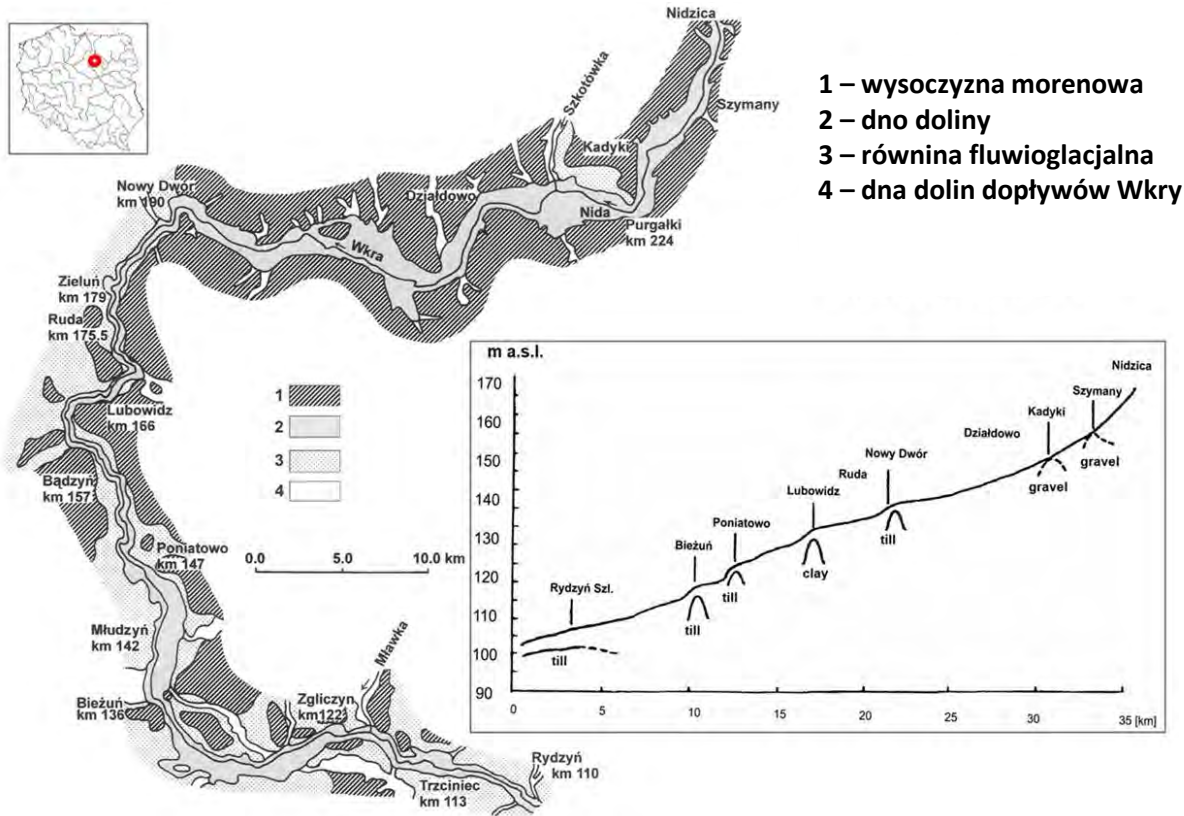 Nidzica
Szkotówka
Szymany
Kadyki
Działdowo
Nowy Dwór
km 190
Nida
Purgałki
km 224
Wkra
Zieluń
km 179
Ruda
km 175.5
Lubowidz
km 166
Bądzyń
km 157
Poniatowo
km 147
Młudzyń
km 142
Bieżuń
km 136
Mławka
Zgliczyn
km122
Trzciniec
km 113
Rydzyń
km 110
1
2
3
4
0.0 5.0 10.0 km
1 – wysoczyzna morenowa
2 – dno doliny
3 – równina fluwioglacjalna
4 – dna dolin dopływów Wkry
m a.s.l.
170
160
150
140
130
120
110
100
90
0 5 10 15 20 25 30 35 [km]
Nidzica
Szymany
Kadyki
Działdowo
Nowy Dwór
Ruda
Lubowidz
Poniatowo
Bieżuń
Rydzyń Szl.
gravel
gravel
till
clay
till
till
till